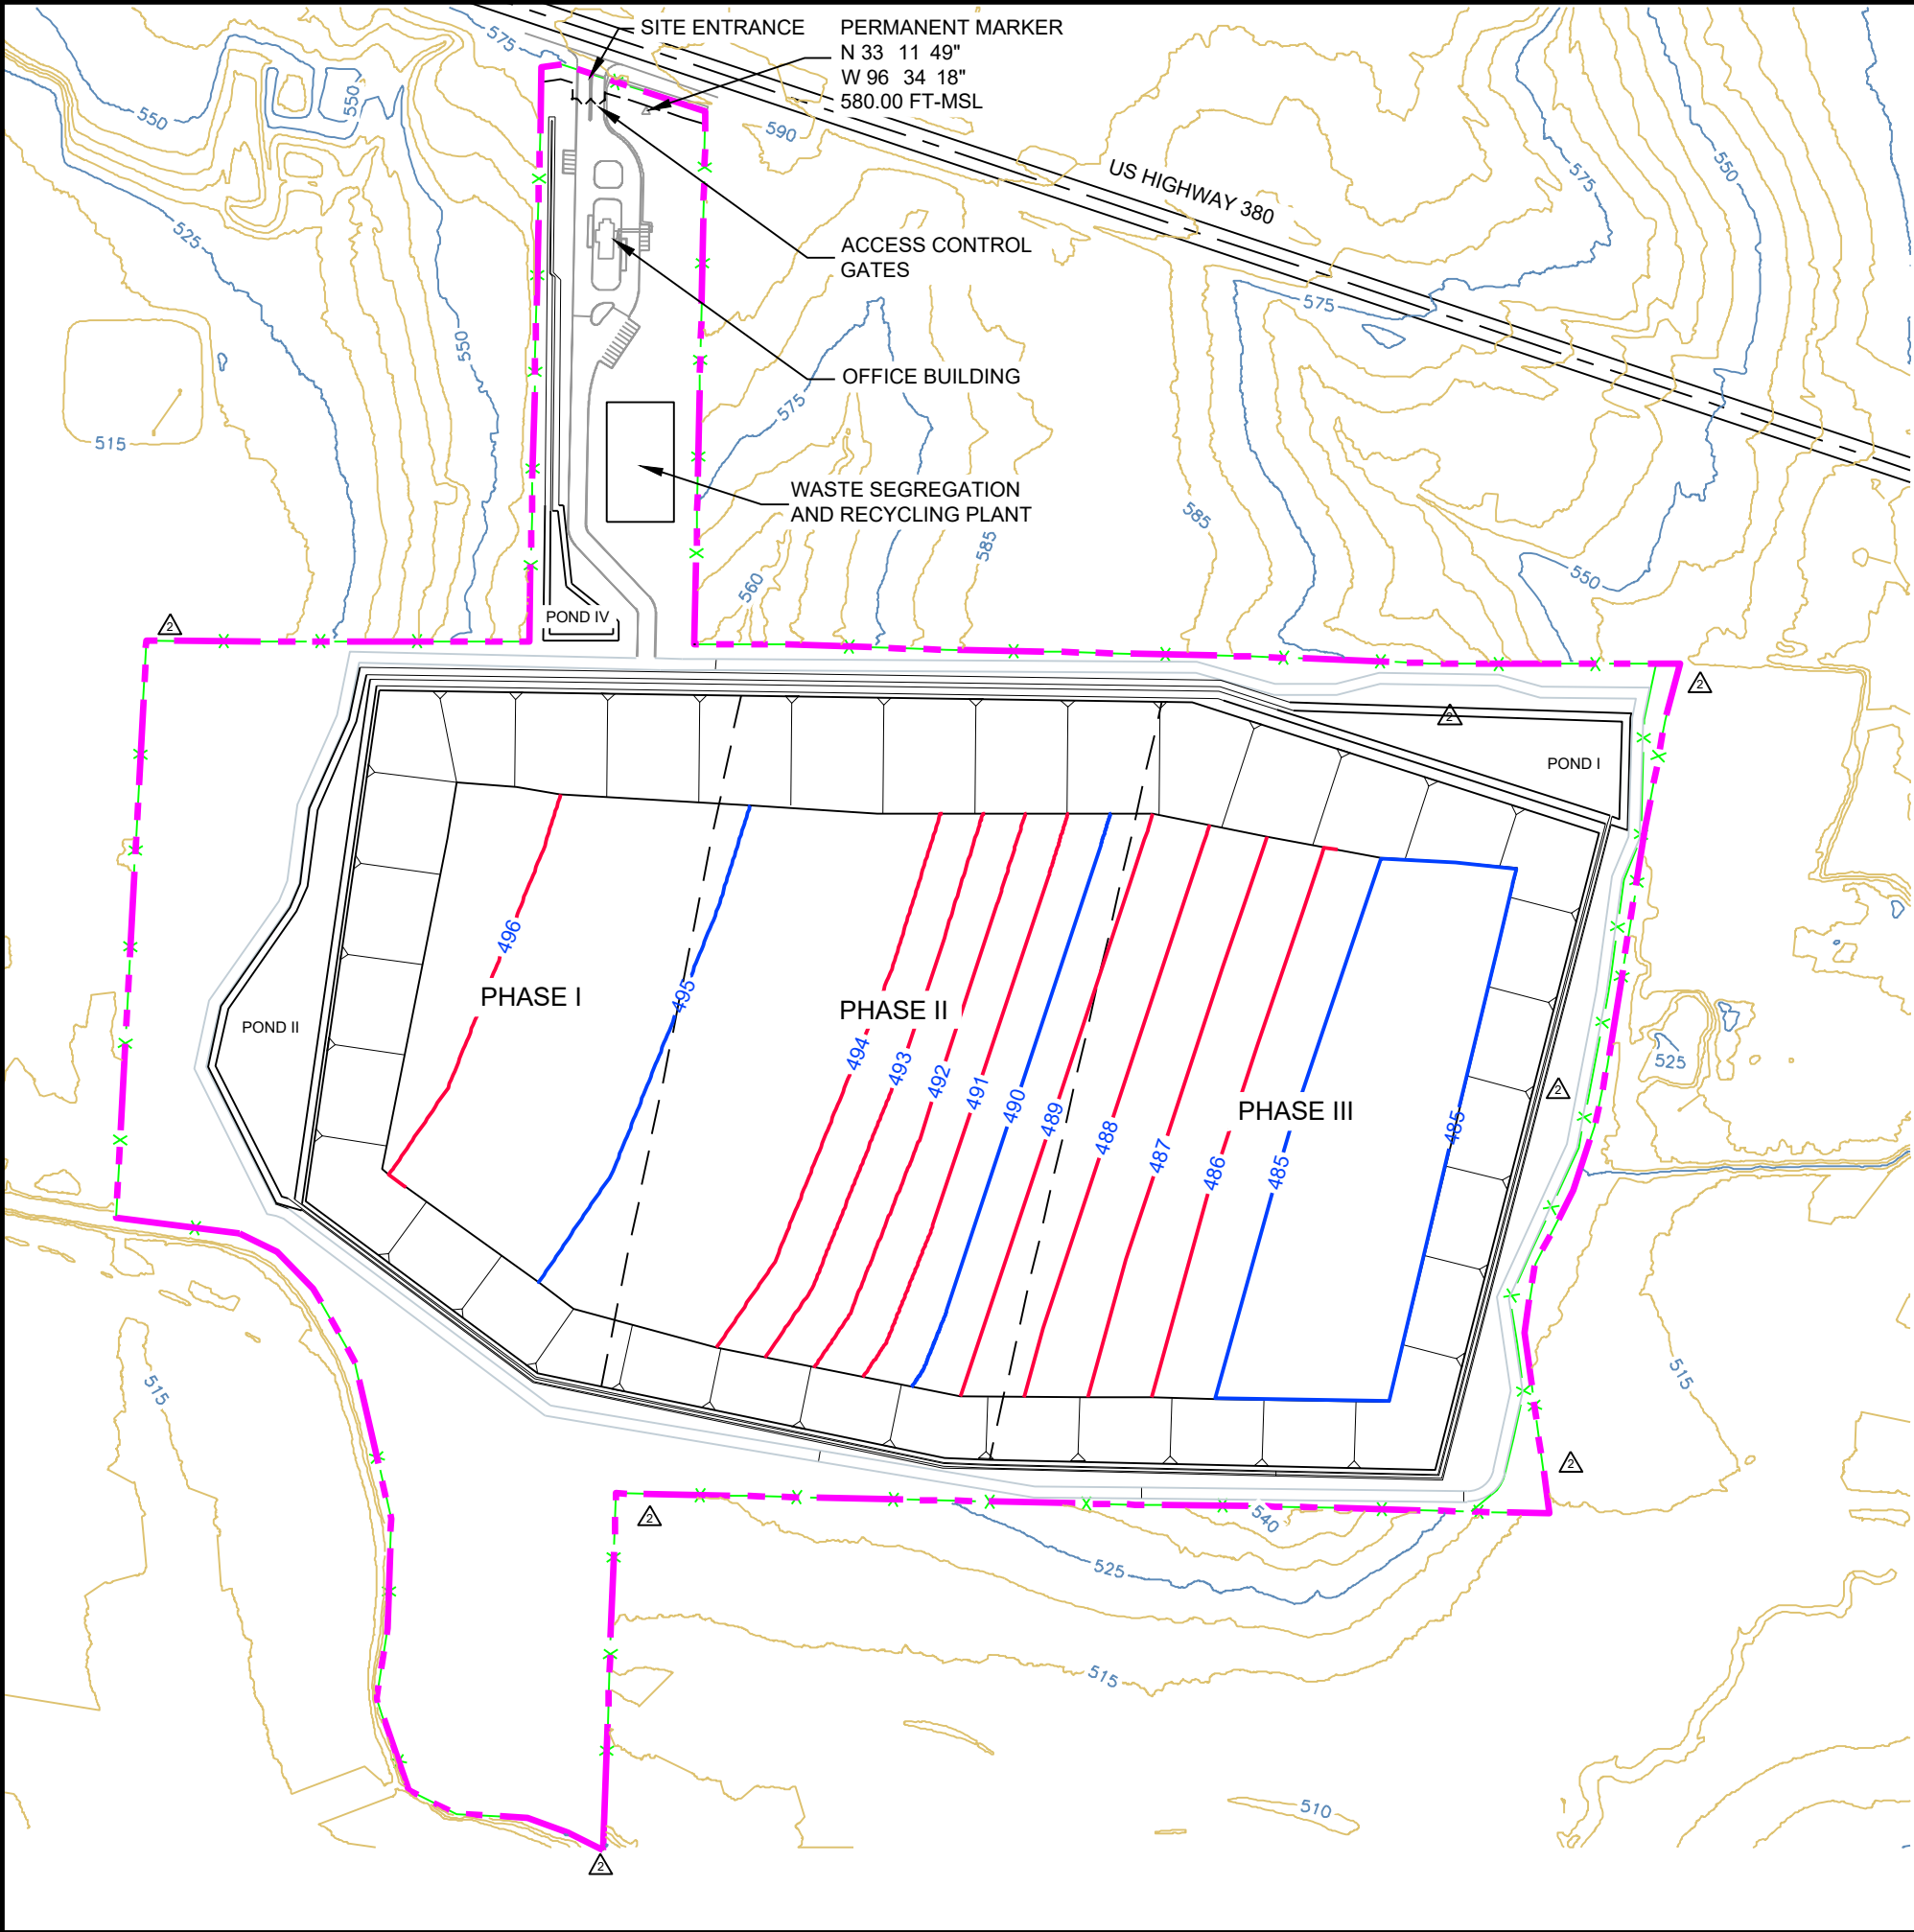 SITE ENTRANCE
PERMANENT MARKER
N 33 11 49"
W 96 34 18"
580.00 FT-MSL
575
550
550
590
US HIGHWAY 380
575
550
525
ACCESS CONTROL
GATES
575
550
OFFICE BUILDING
575
515
WASTE SEGREGATION
AND RECYCLING PLANT
585
585
560
550
POND IV
2
2
2
POND I
496
495
PHASE I
PHASE II
POND II
494
493
492
491
490
489
488
487
486
485
485
PHASE III
525
2
515
515
2
2
540
525
515
510
2